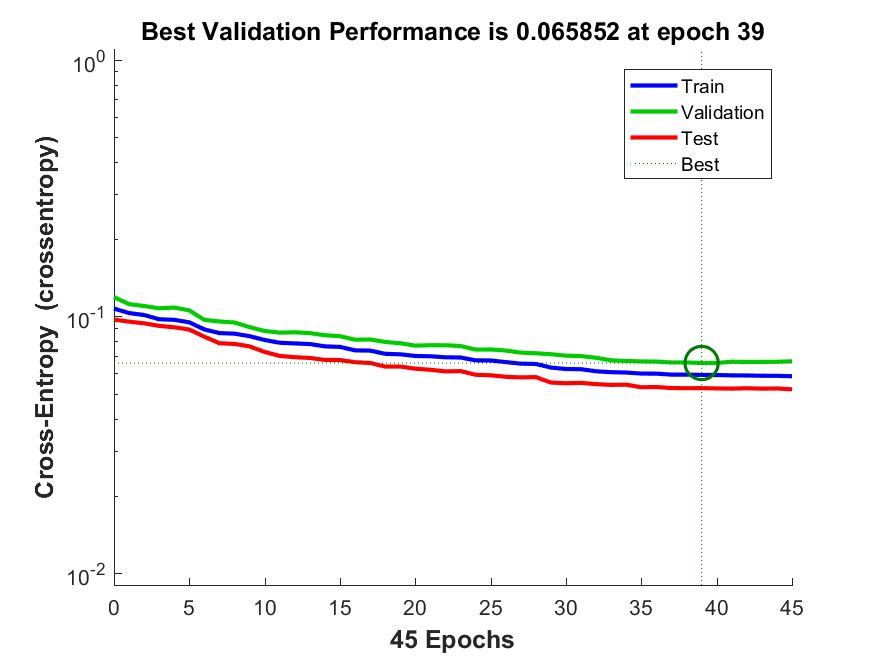 Best Validation Performance is 0.065852 at epoch 39
Train
Validation
Test
Best
Cross-Entropy (crossentropy)
10^0
10^-1
10^-2
0 5 10 15 20 25 30 35 40 45
45 Epochs